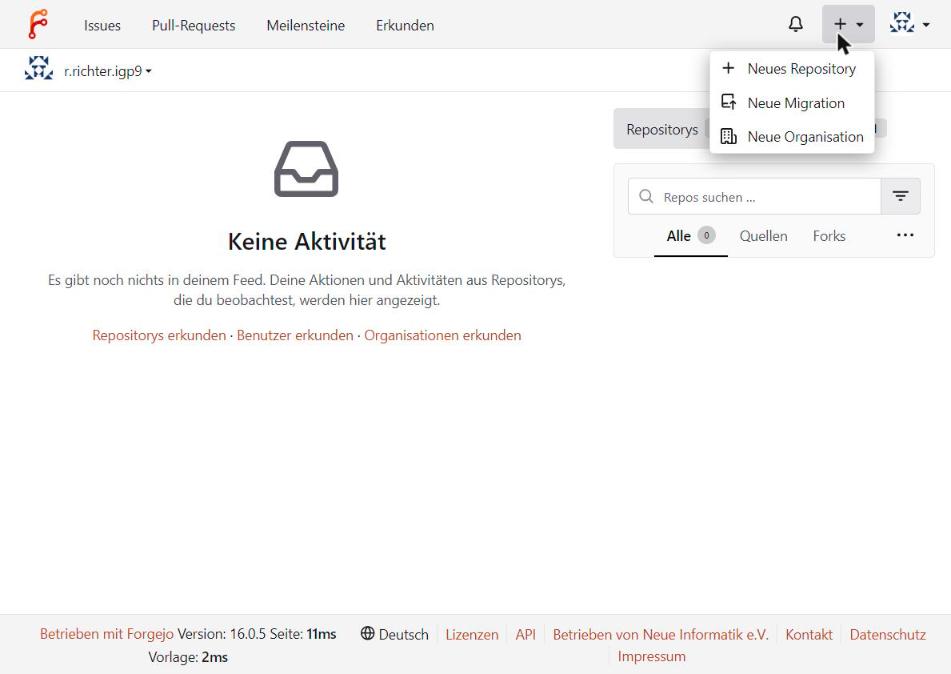 Issues Pull-Requests Meilensteine Erkunden
r.richter.igp9
Neues Repository
Neue Migration
Neue Organisation
Repositorys
Repos suchen ...
Alle 0 Quellen Forks
Keine Aktivität
Es gibt noch nichts in deinem Feed. Deine Aktionen und Aktivitäten aus Repositorys,
die du beobachtest, werden hier angezeigt.
Repositorys erkunden · Benutzer erkunden · Organisationen erkunden
Betrieben mit Forgejo Version: 16.0.5 Seite: 11ms
Vorlage: 2ms
Deutsch Lizenzen API Betrieben von Neue Informatik e.V. Kontakt Datenschutz
Impressum